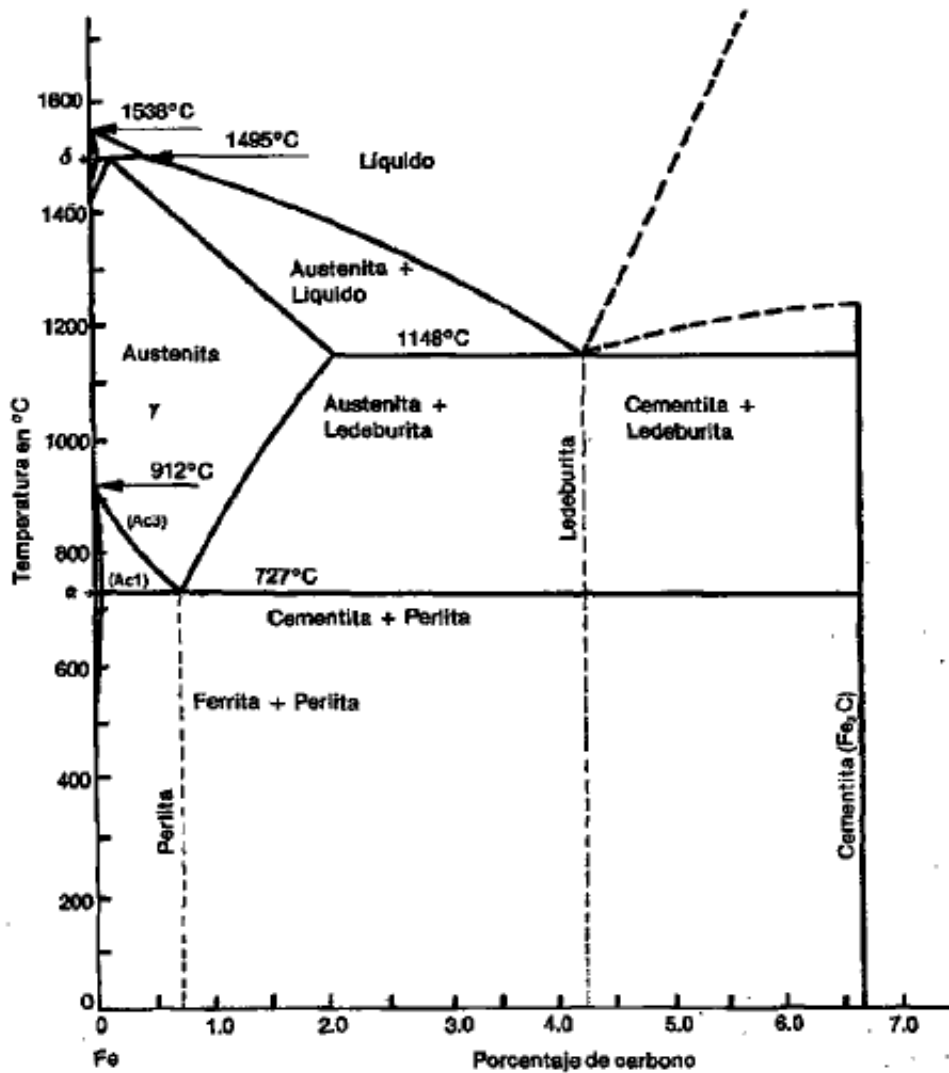 1600
1538°C
1495°C
δ
Líquido
1400
Austenita +
Líquido
1200
1148°C
Austenita
γ
Austenita +
Ledeburita
Cementita +
Ledeburita
Temperatura en °C
1000
Ledeburita
912°C
(Ac3)
800
(Ac1)
727°C
α
Cementita + Perlita
600
Ferrita + Perlita
Cementita (Fe₃C)
400
Perlita
200
0
0 1.0 2.0 3.0 4.0 5.0 6.0 7.0
Fe
Porcentaje de carbono